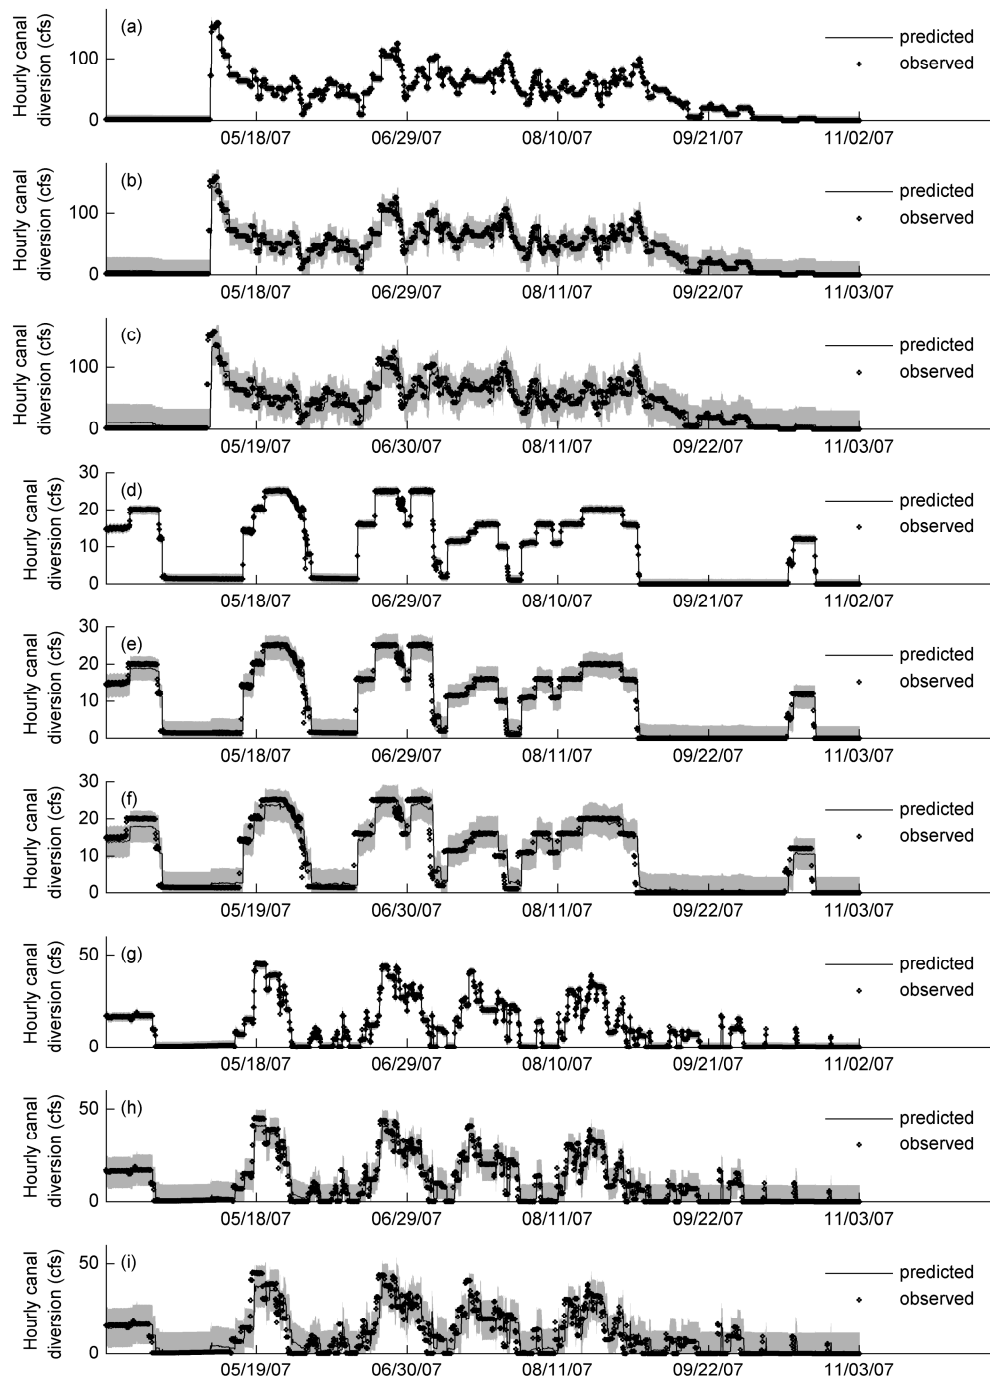 Hourly canal
diversion (cfs)
(a)
100
0
predicted
observed
05/18/07 06/29/07 08/10/07 09/21/07 11/02/07
Hourly canal
diversion (cfs)
(b)
100
0
predicted
observed
05/18/07 06/29/07 08/11/07 09/22/07 11/03/07
Hourly canal
diversion (cfs)
(c)
100
0
predicted
observed
05/19/07 06/30/07 08/11/07 09/22/07 11/03/07
Hourly canal
diversion (cfs)
(d)
30
20
10
0
predicted
observed
05/18/07 06/29/07 08/10/07 09/21/07 11/02/07
Hourly canal
diversion (cfs)
(e)
30
20
10
0
predicted
observed
05/18/07 06/29/07 08/11/07 09/22/07 11/03/07
Hourly canal
diversion (cfs)
(f)
30
20
10
0
predicted
observed
05/19/07 06/30/07 08/11/07 09/22/07 11/03/07
Hourly canal
diversion (cfs)
(g)
50
0
predicted
observed
05/18/07 06/29/07 08/10/07 09/21/07 11/02/07
Hourly canal
diversion (cfs)
(h)
50
0
predicted
observed
05/18/07 06/29/07 08/11/07 09/22/07 11/03/07
Hourly canal
diversion (cfs)
(i)
50
0
predicted
observed
05/19/07 06/30/07 08/11/07 09/22/07 11/03/07